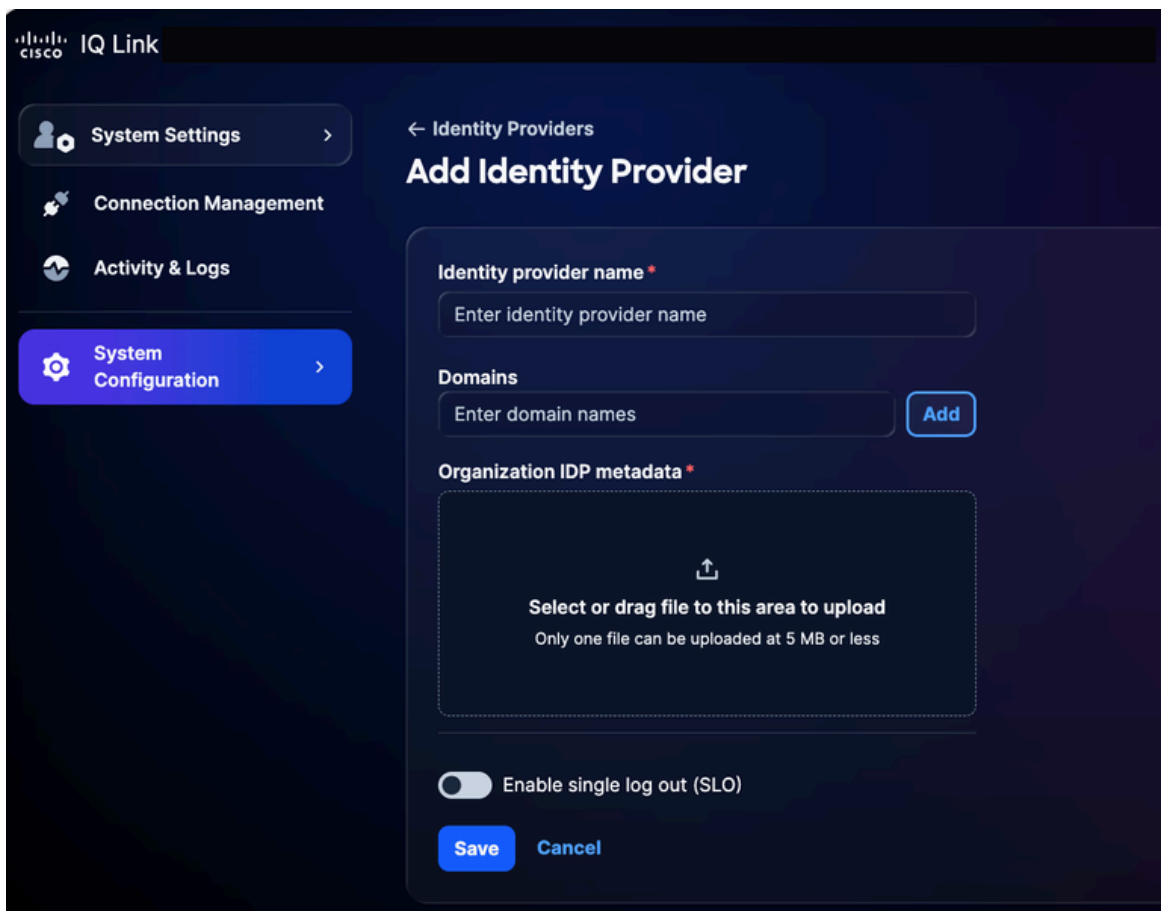 cisco IQ Link
System Settings
Connection Management
Activity & Logs
System
Configuration
← Identity Providers
Add Identity Provider
Identity provider name *
Enter identity provider name
Domains
Enter domain names
Add
Organization IDP metadata *
Select or drag file to this area to upload
Only one file can be uploaded at 5 MB or less
Enable single log out (SLO)
Save Cancel